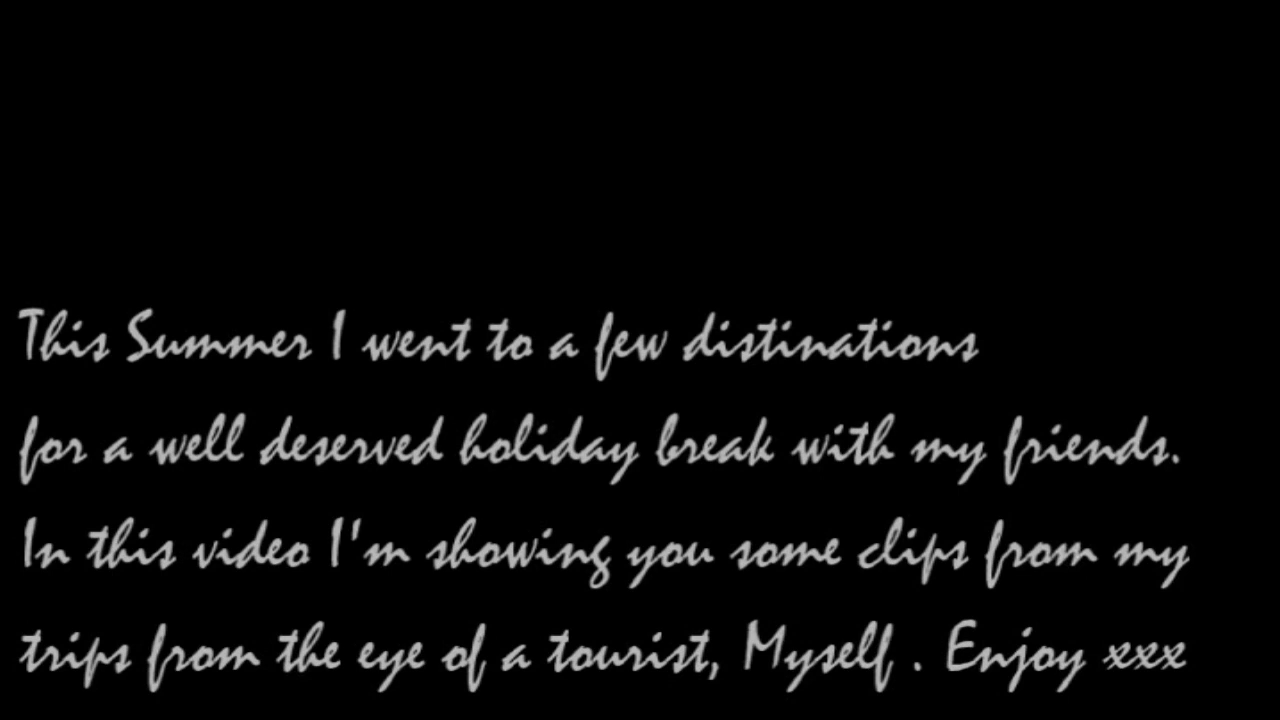 This Summer I went to a few distinations
for a well deserved holiday break with my friends.
In this video I'm showing you some clips from my
trips from the eye of a tourist, Myself . Enjoy xxx